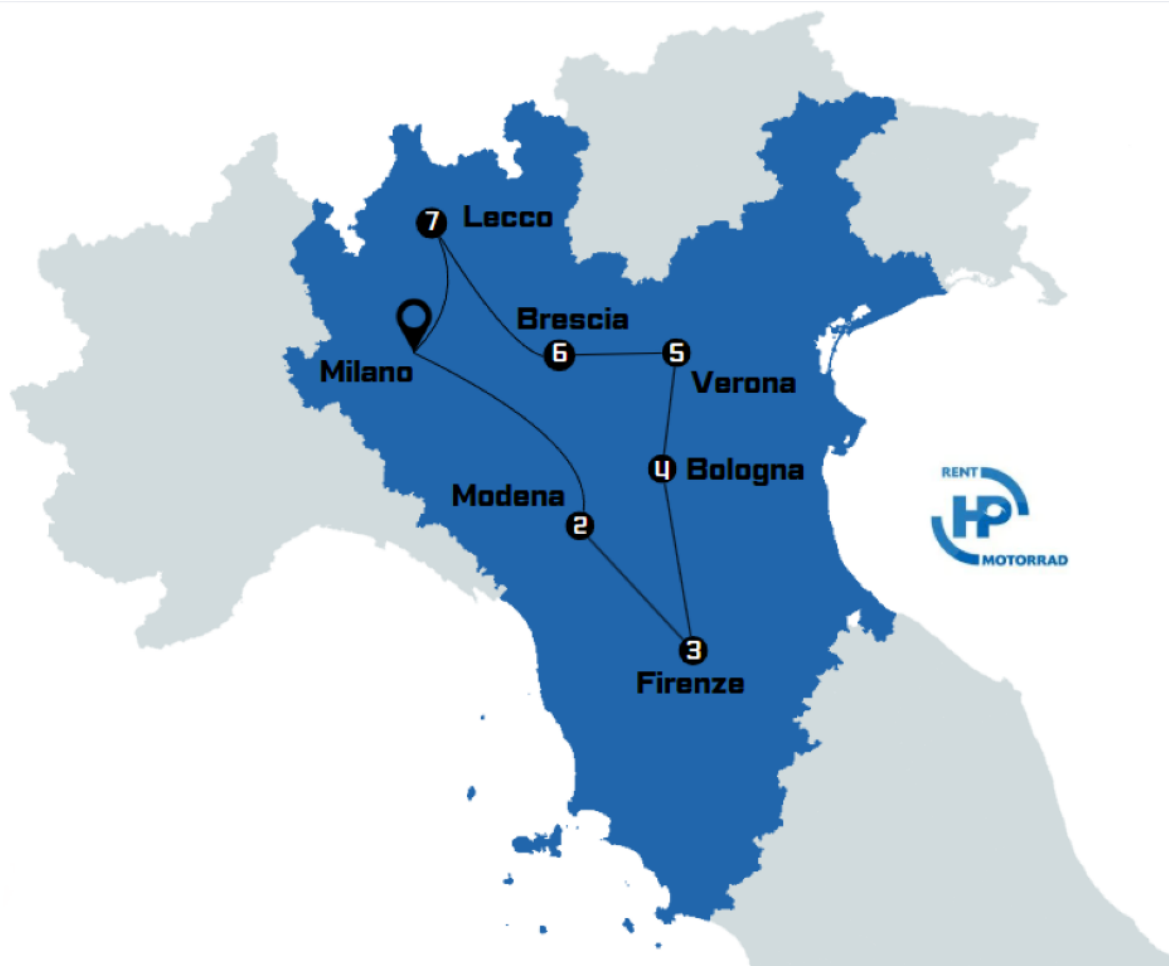 7 Lecco
Brescia
6
5
Milano
Verona
4 Bologna
Modena
2
RENT
HP
MOTORRAD
3
Firenze